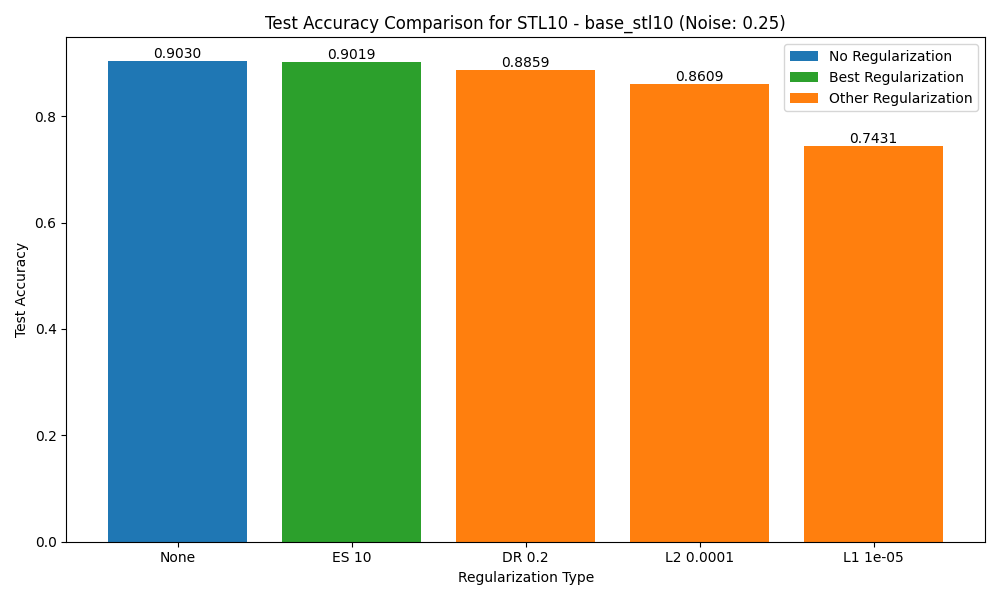 Test Accuracy Comparison for STL10 - base_stl10 (Noise: 0.25)
No Regularization
Best Regularization
Other Regularization
0.9030
0.9019
0.8859
0.8609
0.7431
Test Accuracy
0.8
0.6
0.4
0.2
0.0
None
ES 10
DR 0.2
L2 0.0001
L1 1e-05
Regularization Type